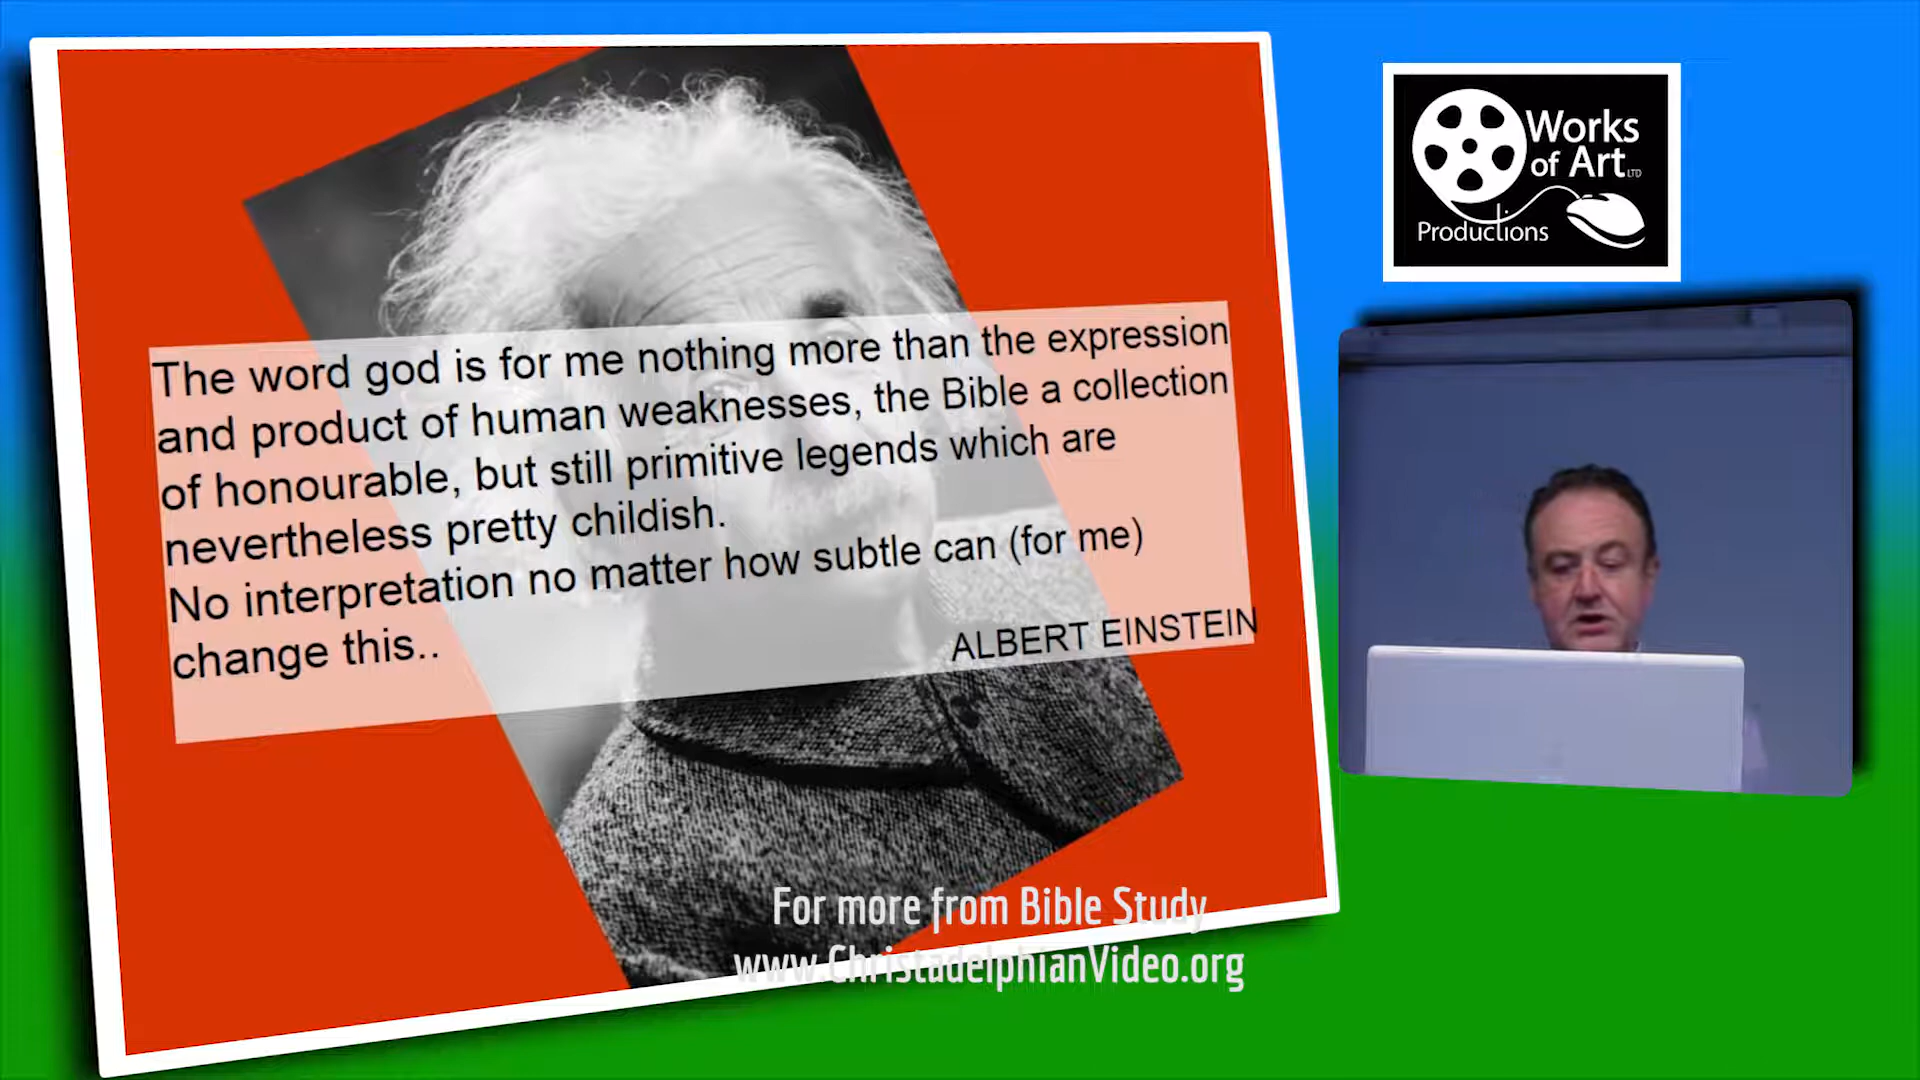 The word god is for me nothing more than the expression
and product of human weaknesses, the Bible a collection
of honourable, but still primitive legends which are
nevertheless pretty childish.
No interpretation no matter how subtle can (for me)
change this..
ALBERT EINSTEIN
Works
of Art LTD
Productions
For more from Bible Study
www.ChristadelphianVideo.org